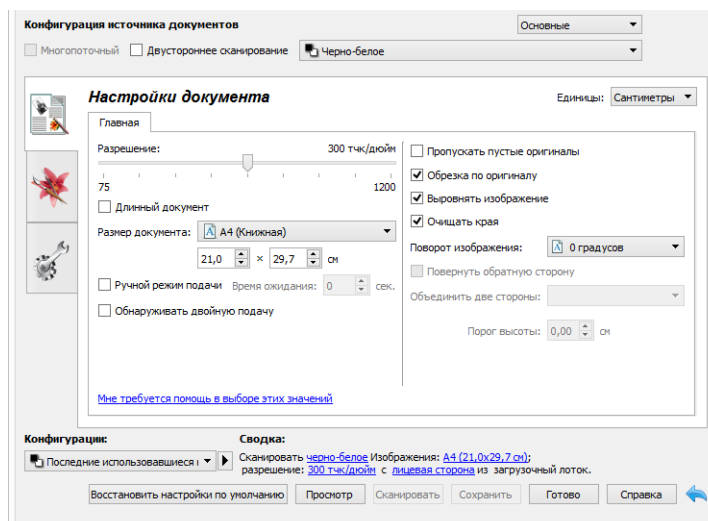 Конфигурация источника документов
Основные
Многопоточный Двустороннее сканирование Черно-белое
Настройки документа
Единицы: Сантиметры
Главная
Разрешение: 300 тчк/дюйм
75 1200
Длинный документ
Размер документа: A4 (Книжная)
21,0 × 29,7 см
Ручной режим подачи Время ожидания: 0 сек.
Обнаруживать двойную подачу
Мне требуется помощь в выборе этих значений
Пропускать пустые оригиналы
Обрезка по оригиналу
Выровнять изображение
Очищать края
Поворот изображения: 0 градусов
Повернуть обратную сторону
Объединить две стороны:
Порог высоты: 0,00 см
Конфигурации:
Последние использовавшиеся
Сводка:
Сканировать черно-белое Изображения: A4 (21,0x29,7 см);
разрешение: 300 тчк/дюйм с лицевая сторона из загрузочный лоток.
Восстановить настройки по умолчанию Просмотр Сканировать Сохранить Готово Справка